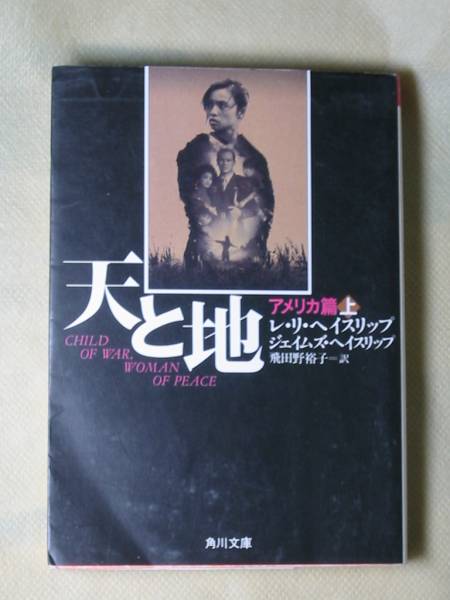 天と地
CHILD
OF WAR,
WOMAN
OF PEACE
アメリカ篇 上
レ・リ・ヘイスリップ
ジェイムズ・ヘイスリップ
飛田野裕子=訳
角川文庫